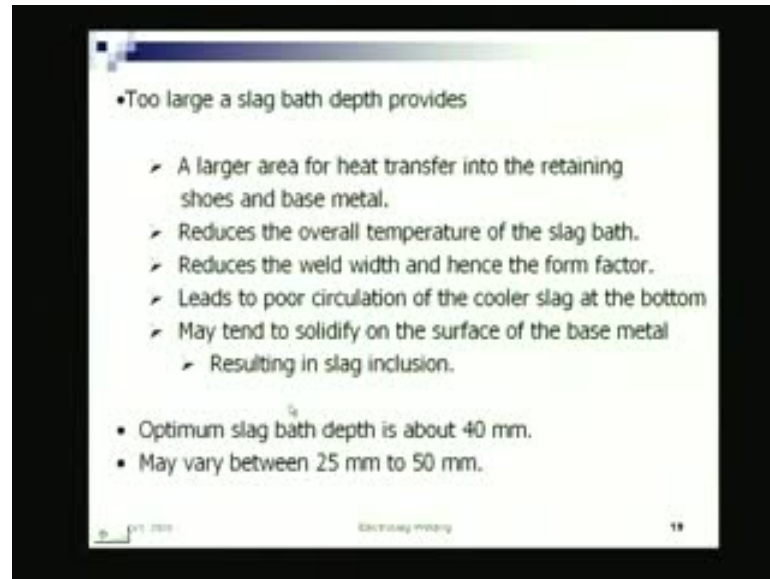 •Too large a slag bath depth provides
➢ A larger area for heat transfer into the retaining
shoes and base metal.
➢ Reduces the overall temperature of the slag bath.
➢ Reduces the weld width and hence the form factor.
➢ Leads to poor circulation of the cooler slag at the bottom
➢ May tend to solidify on the surface of the base metal
➢ Resulting in slag inclusion.
• Optimum slag bath depth is about 40 mm.
• May vary between 25 mm to 50 mm.
Electroslag Welding
19